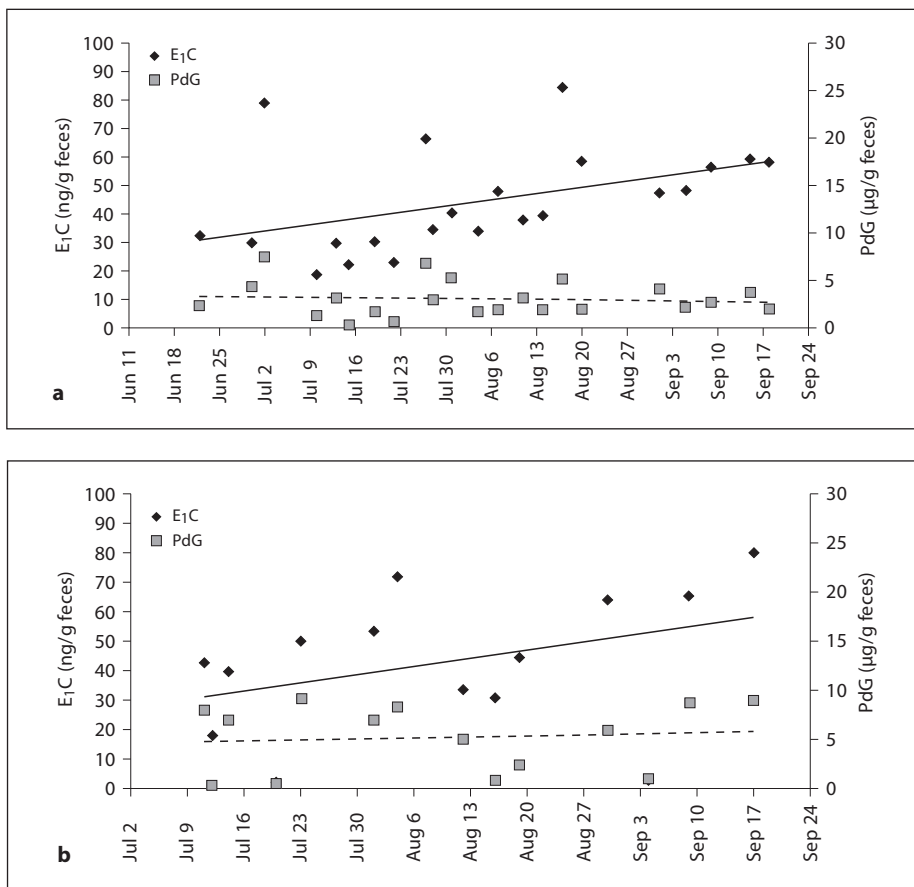 100
90
80
70
60
50
40
30
20
10
0
E₁C (ng/g feces)
E₁C
PdG
30
25
20
15
10
5
0
PdG (µg/g feces)
Jun 11
Jun 18
Jun 25
Jul 2
Jul 9
Jul 16
Jul 23
Jul 30
Aug 6
Aug 13
Aug 20
Aug 27
Sep 3
Sep 10
Sep 17
Sep 24
a
100
90
80
70
60
50
40
30
20
10
0
E₁C (ng/g feces)
E₁C
PdG
30
25
20
15
10
5
0
PdG (µg/g feces)
Jul 2
Jul 9
Jul 16
Jul 23
Jul 30
Aug 6
Aug 13
Aug 20
Aug 27
Sep 3
Sep 10
Sep 17
Sep 24
b